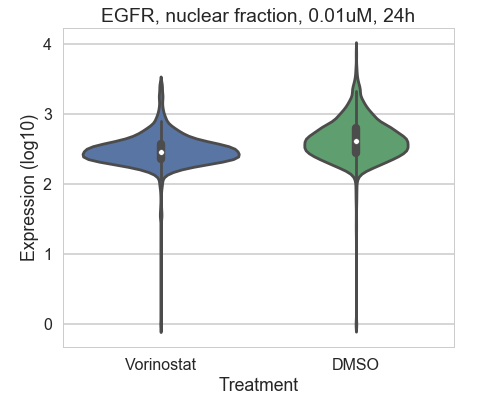 EGFR, nuclear fraction, 0.01uM, 24h
4
3
2
1
0
Expression (log10)
Vorinostat
DMSO
Treatment